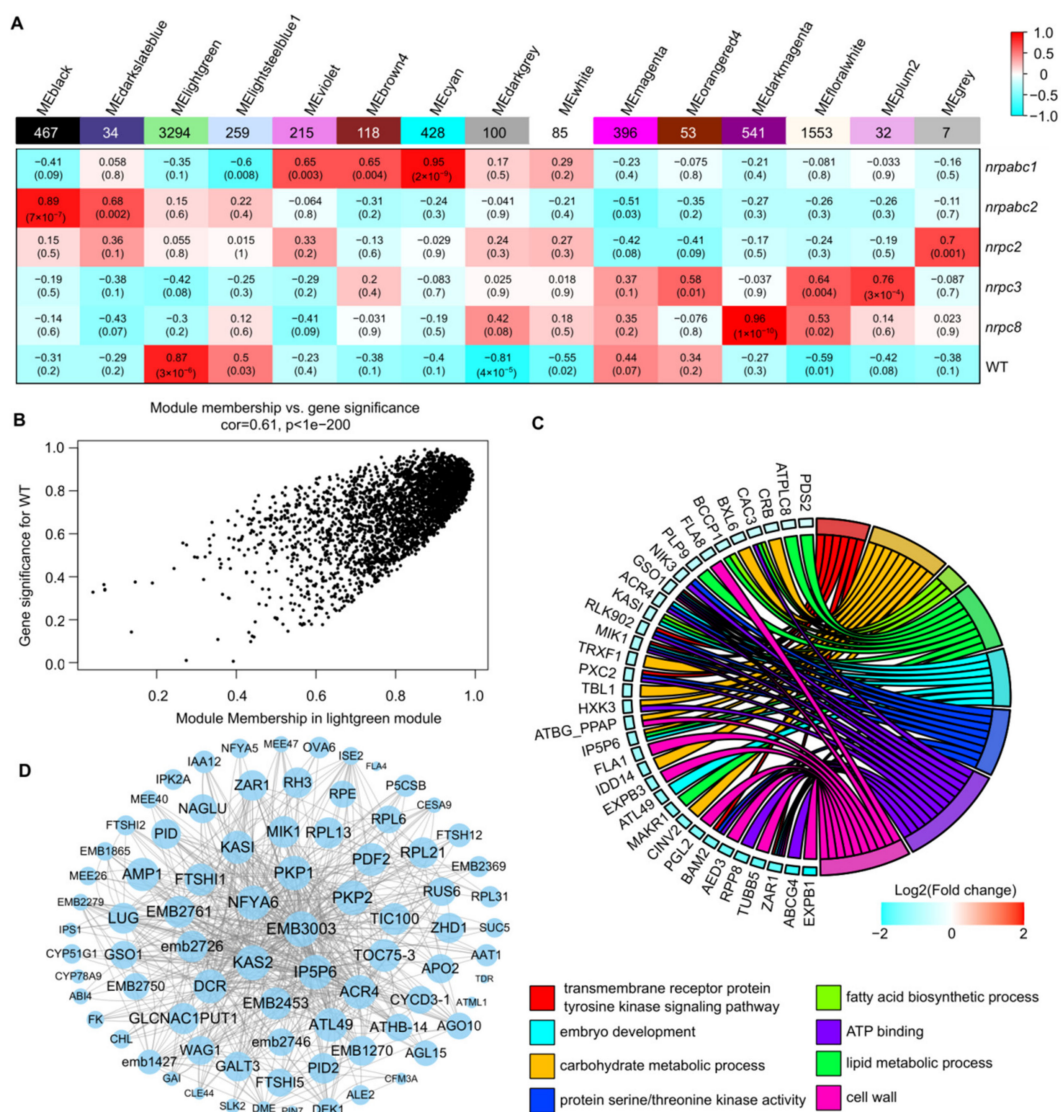 A
MEblack
MEdarkslateblue
MElightgreen
MElightsteelblue1
MEviolet
MEbrown4
MEcyan
MEdarkgrey
MEwhite
MEmagenta
MEorangered4
MEdarkmagenta
MEfloralwhite
MEplum2
MEgrey
1.0
0.5
0
−0.5
−1.0
467 34 3294 259 215 118 428 100 85 396 53 541 1553 32 7
−0.41 0.058 −0.35 −0.6 0.65 0.65 0.95 0.17 0.29 −0.23 −0.075 −0.21 −0.081 −0.033 −0.16
(0.09) (0.8) (0.1) (0.008) (0.003) (0.004) (0.5) (0.2) (0.4) (0.8) (0.4) (0.8) (0.9) (0.5)
nrpabc1
0.89 0.68 0.15 0.22 −0.064 −0.31 −0.24 −0.041 −0.21 −0.51 −0.35 −0.27 −0.26 −0.26 −0.11
(7×10⁻⁷) (0.002) (0.6) (0.4) (0.8) (0.2) (0.3) (0.9) (0.4) (0.03) (0.2) (0.3) (0.3) (0.3) (0.7)
nrpabc2
0.15 0.36 0.055 0.015 0.33 −0.13 −0.029 0.24 0.27 −0.42 −0.41 −0.17 −0.24 −0.19 0.7
(0.5) (0.1) (0.8) (1) (0.2) (0.6) (0.9) (0.3) (0.3) (0.08) (0.09) (0.5) (0.3) (0.5) (0.001)
nrpc2
−0.19 −0.38 −0.42 −0.25 −0.29 0.2 −0.083 0.025 0.018 0.37 0.58 −0.037 0.64 0.76 −0.087
(0.5) (0.1) (0.08) (0.3) (0.2) (0.4) (0.7) (0.9) (0.9) (0.1) (0.01) (0.9) (0.004) (3×10⁻⁴) (0.7)
nrpc3
−0.14 −0.43 −0.3 0.12 −0.41 −0.031 −0.19 0.42 0.18 0.35 −0.076 0.96 0.53 0.14 0.023
(0.6) (0.07) (0.2) (0.6) (0.09) (0.9) (0.5) (0.08) (0.5) (0.2) (0.8) (1×10⁻¹⁰) (0.02) (0.6) (0.9)
nrpc8
−0.31 −0.29 0.87 0.5 −0.23 −0.38 −0.4 −0.81 −0.55 0.44 0.34 −0.27 −0.59 −0.42 −0.38
(0.2) (0.2) (3×10⁻⁶) (0.03) (0.4) (0.1) (0.1) (4×10⁻⁵) (0.02) (0.07) (0.2) (0.3) (0.01) (0.08) (0.1)
WT
B
Module membership vs. gene significance
cor=0.61, p<1e−200
Gene significance for WT
1.0
0.8
0.6
0.4
0.2
0.0
0.2 0.4 0.6 0.8 1.0
Module Membership in lightgreen module
C
PDS2
ATPLC8
CRB
CAC3
BXL6
BCCP1
FLA8
PLP9
NIK3
GSO1
ACR4
KASI
RLK902
MIK1
TRXF1
PXC2
TBL1
HXK3
ATBG_PPAP
IP5P6
FLA1
IDD14
EXPB3
ATL49
MAKR1
CINV2
PGL2
BAM2
AED3
RPP8
TUBB5
ZAR1
ABCG4
EXPB1
Log2(Fold change)
−2 0 2
D
NFYA5 MEE47 OVA6
IAA12 ISE2
FLA4
IPK2A ZAR1 RH3 RPE P5CSB
MEE40 NAGLU CESA9
FTSHI2 PID MIK1 RPL13 RPL6
FTSH12
EMB1865 KASI PDF2 RPL21
MEE26 AMP1 FTSHI1 PKP1 EMB2369
EMB2279 NFYA6 PKP2 RUS6 RPL31
LUG EMB2761 TIC100
IPS1 EMB3003 ZHD1 SUC5
CYP51G1 GSO1 emb2726 TOC75-3 AAT1
CYP78A9 KAS2 IP5P6 APO2 TDR
ABI4 EMB2750 DCR ACR4 CYCD3-1 ATML1
FK GLCNAC1PUT1 EMB2453 ATHB-14 AGO10
CHL ATL49
emb1427 WAG1 emb2746 EMB1270 AGL15
GAI GALT3 PID2 CFM3A
CLE44 FTSHI5 ALE2
SLK2 DME PIN7 DEK1
transmembrane receptor protein
tyrosine kinase signaling pathway
embryo development
carbohydrate metabolic process
protein serine/threonine kinase activity
fatty acid biosynthetic process
ATP binding
lipid metabolic process
cell wall